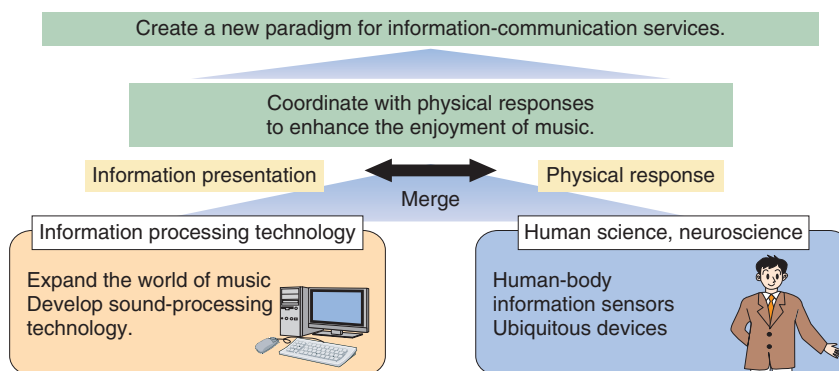 Create a new paradigm for information-communication services.
Coordinate with physical responses
to enhance the enjoyment of music.
Information presentation
Physical response
Merge
Information processing technology
Expand the world of music
Develop sound-processing
technology.
Human science, neuroscience
Human-body
information sensors
Ubiquitous devices